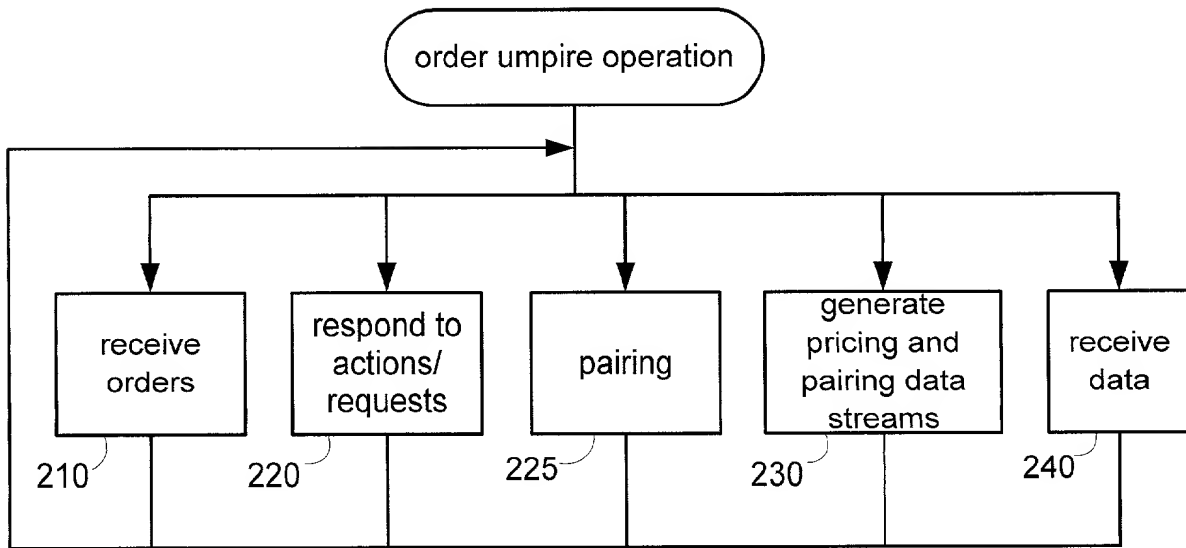 order umpire operation
receive
orders
respond to
actions/
requests
pairing
generate
pricing and
pairing data
streams
receive
data
210
220
225
230
240